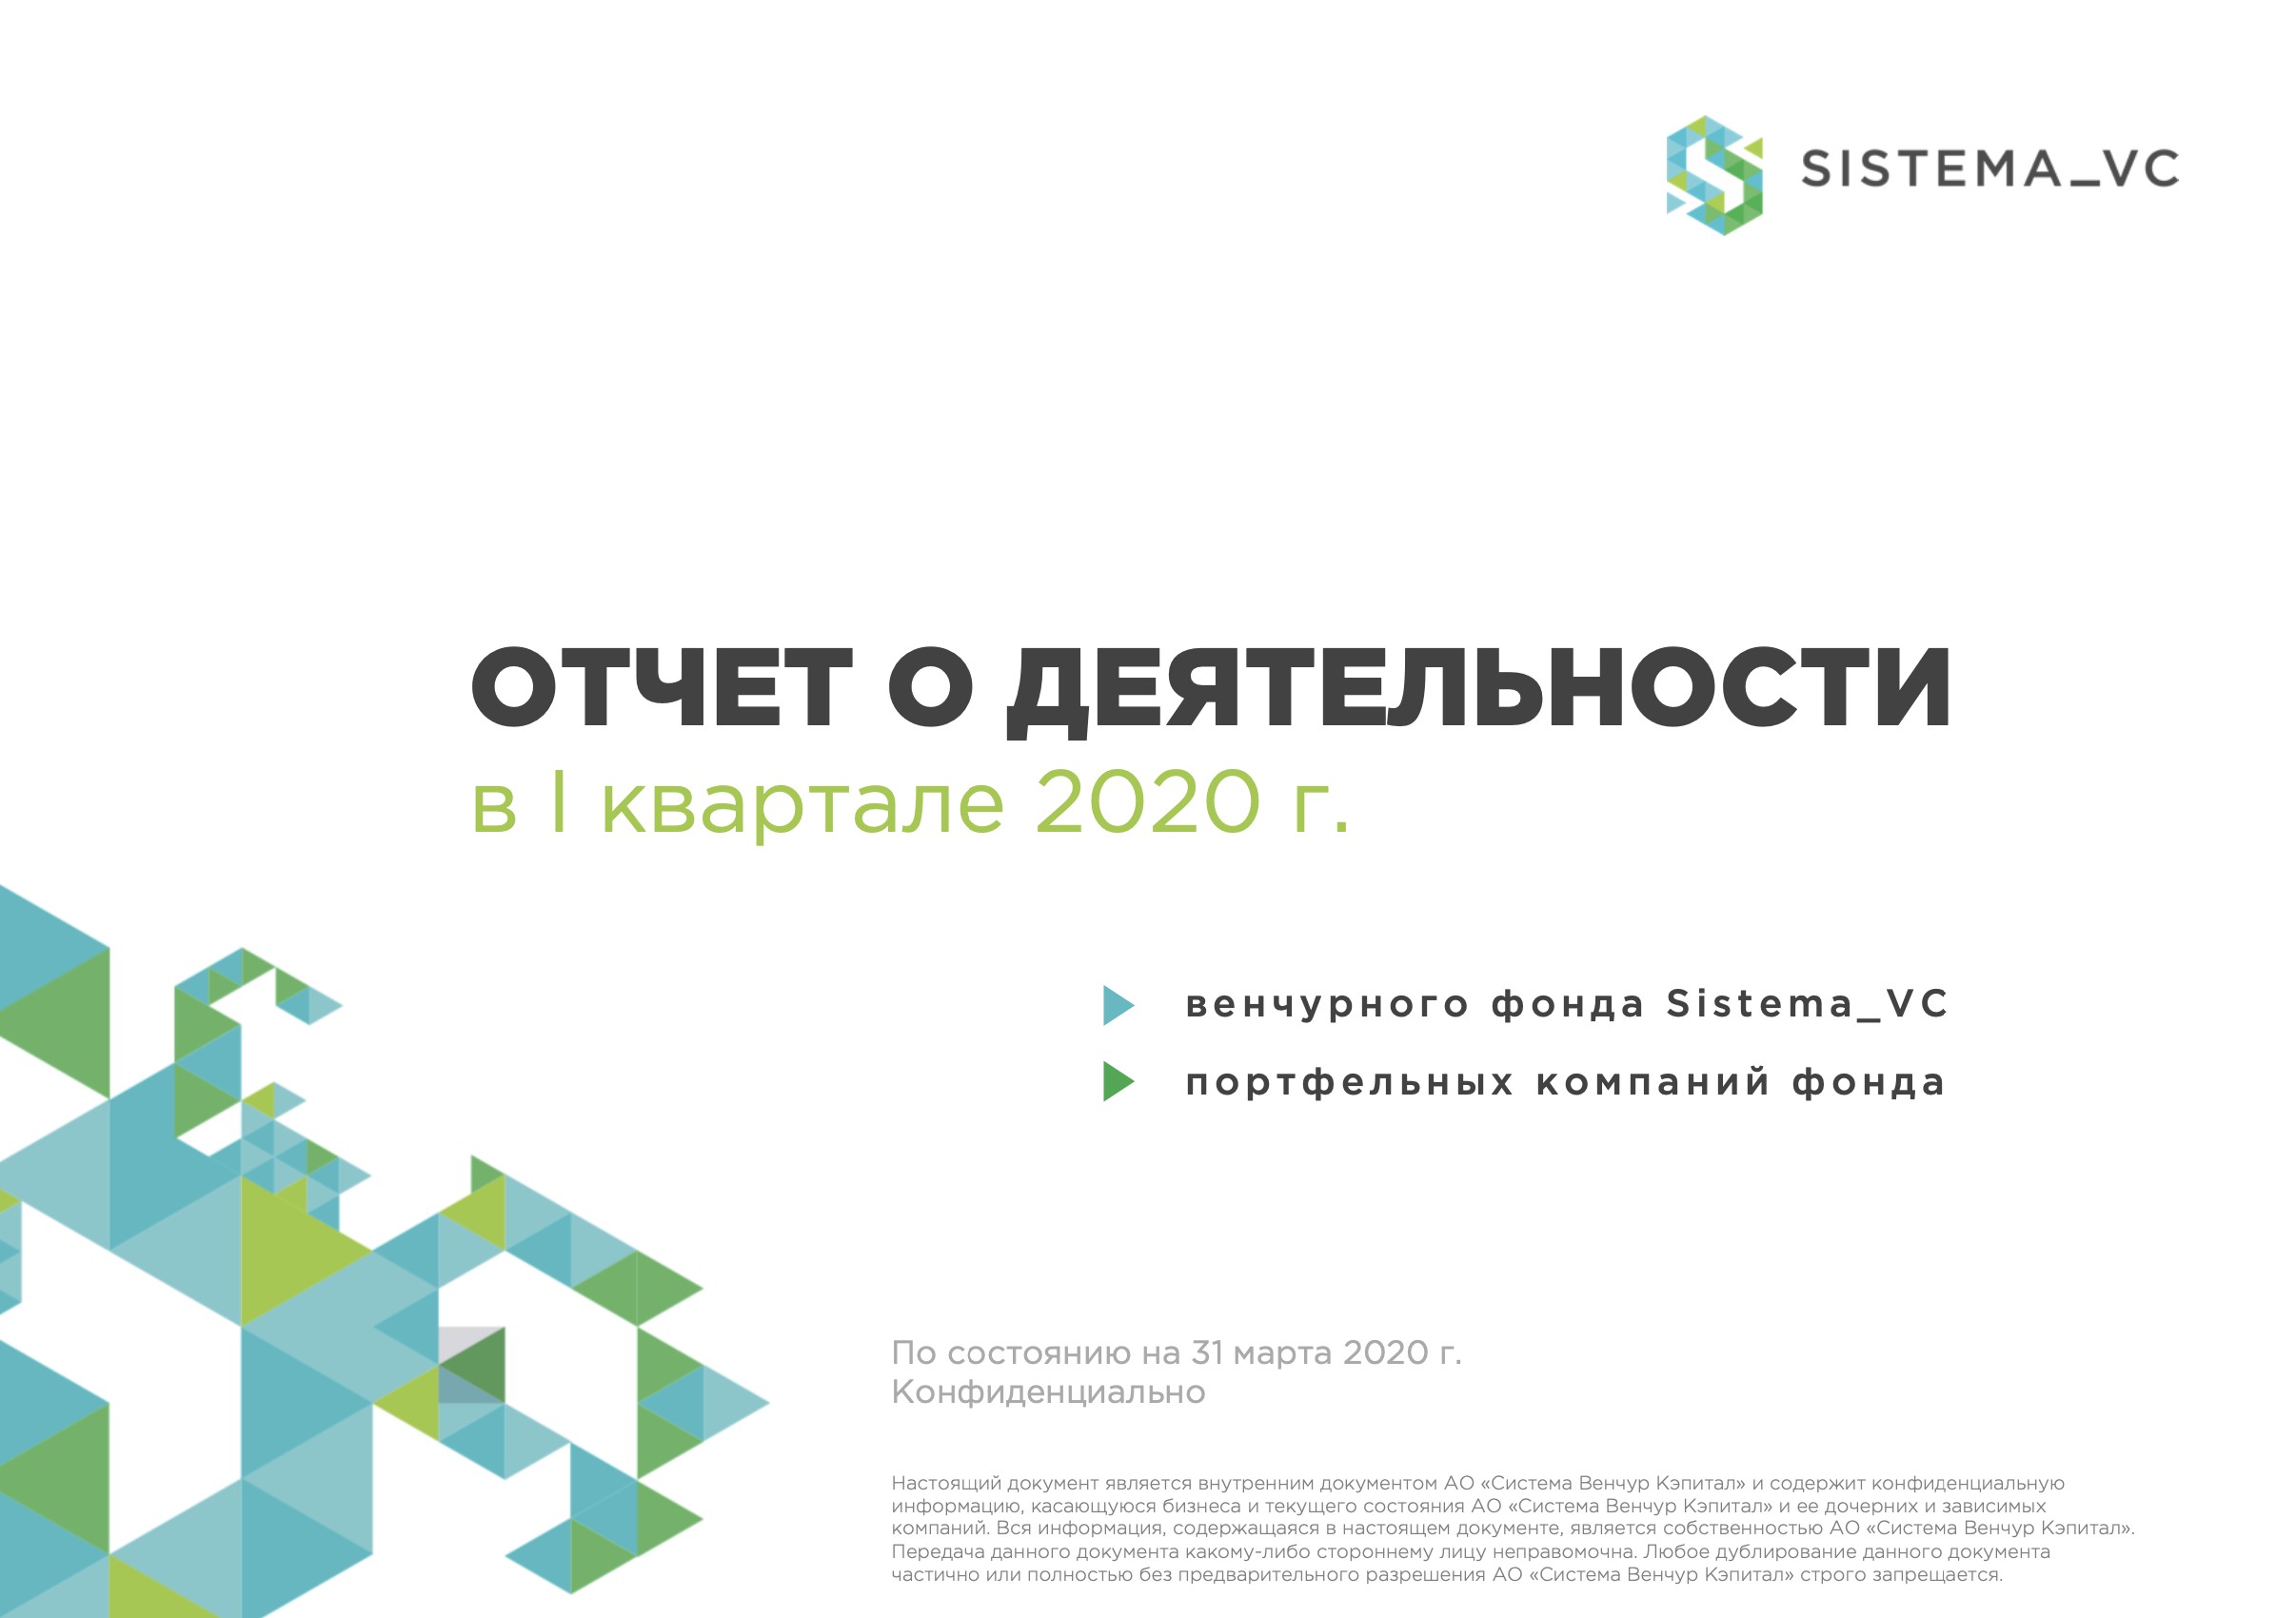 SISTEMA_VC
ОТЧЕТ О ДЕЯТЕЛЬНОСТИ
в I квартале 2020 г.
венчурного фонда Sistema_VC
портфельных компаний фонда
По состоянию на 31 марта 2020 г.
Конфиденциально
Настоящий документ является внутренним документом АО «Система Венчур Кэпитал» и содержит конфиденциальную
информацию, касающуюся бизнеса и текущего состояния АО «Система Венчур Кэпитал» и ее дочерних и зависимых
компаний. Вся информация, содержащаяся в настоящем документе, является собственностью АО «Система Венчур Кэпитал».
Передача данного документа какому-либо стороннему лицу неправомочна. Любое дублирование данного документа
частично или полностью без предварительного разрешения АО «Система Венчур Кэпитал» строго запрещается.